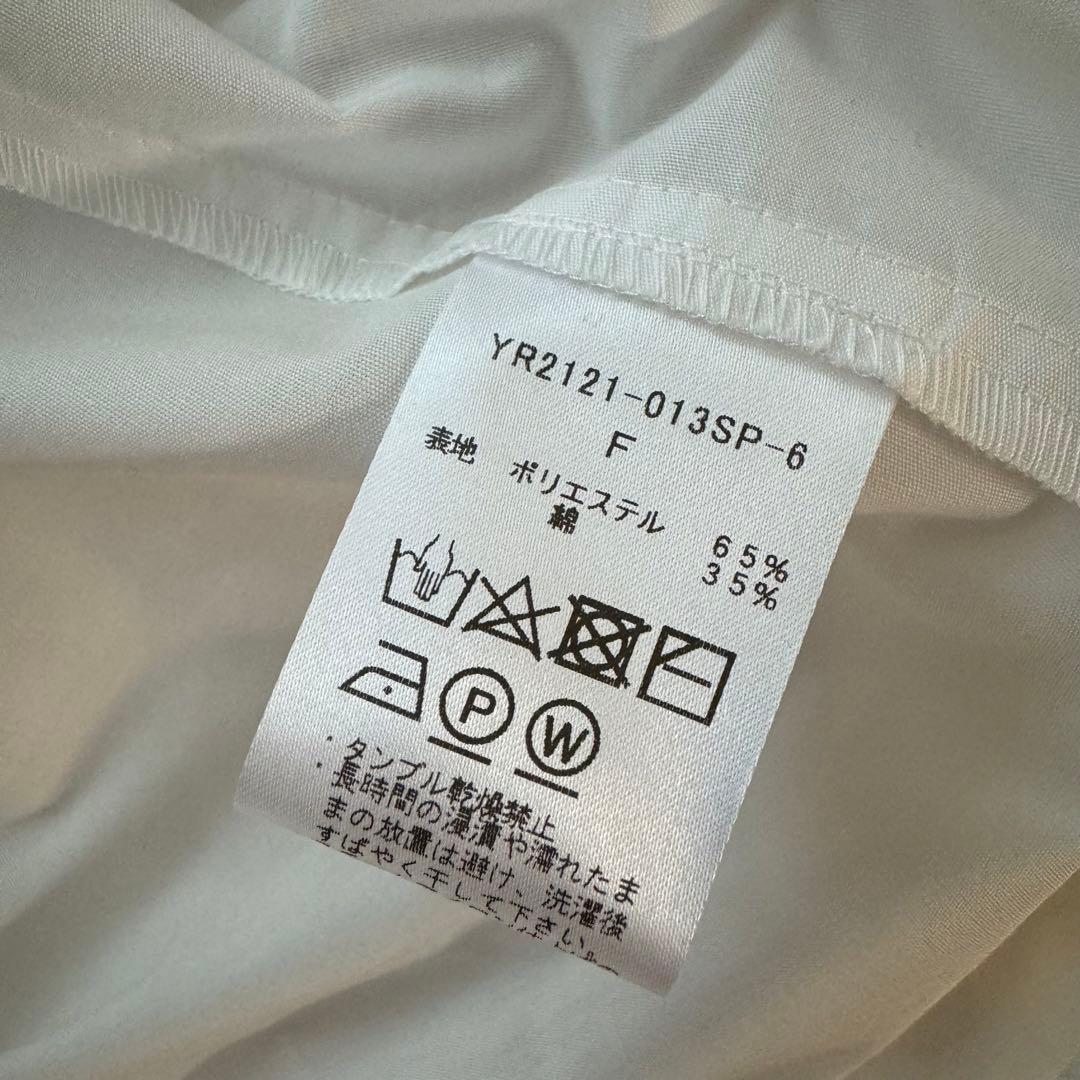 YR2121-013SP-6
F
表地 ポリエステル 65%
綿 35%
P W
・タンブル乾燥禁止
・長時間の浸漬や濡れたま
まの放置は避け、洗濯後
すばやく干して下さい